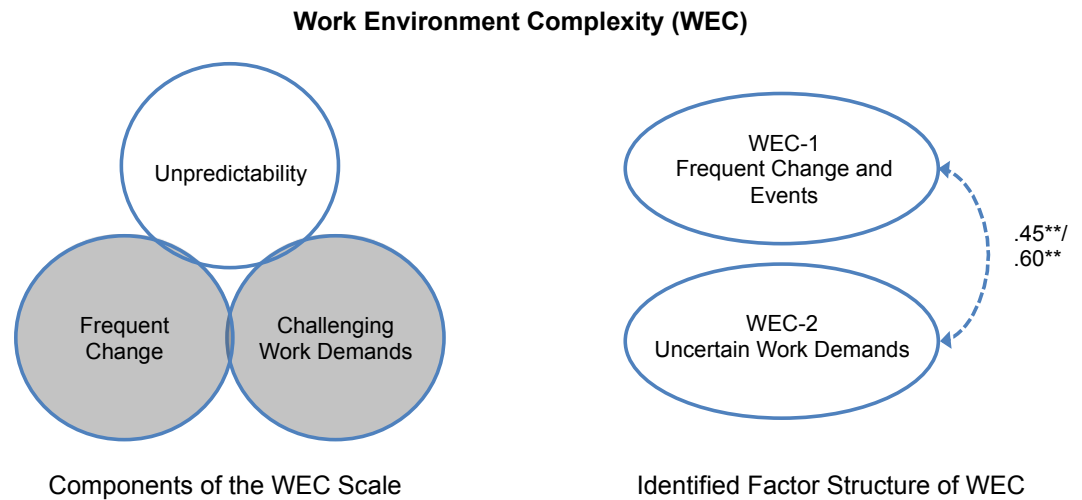 Work Environment Complexity (WEC)
Unpredictability
Frequent
Change
Challenging
Work Demands
Components of the WEC Scale
WEC-1
Frequent Change and
Events
WEC-2
Uncertain Work Demands
.45**/
.60**
Identified Factor Structure of WEC